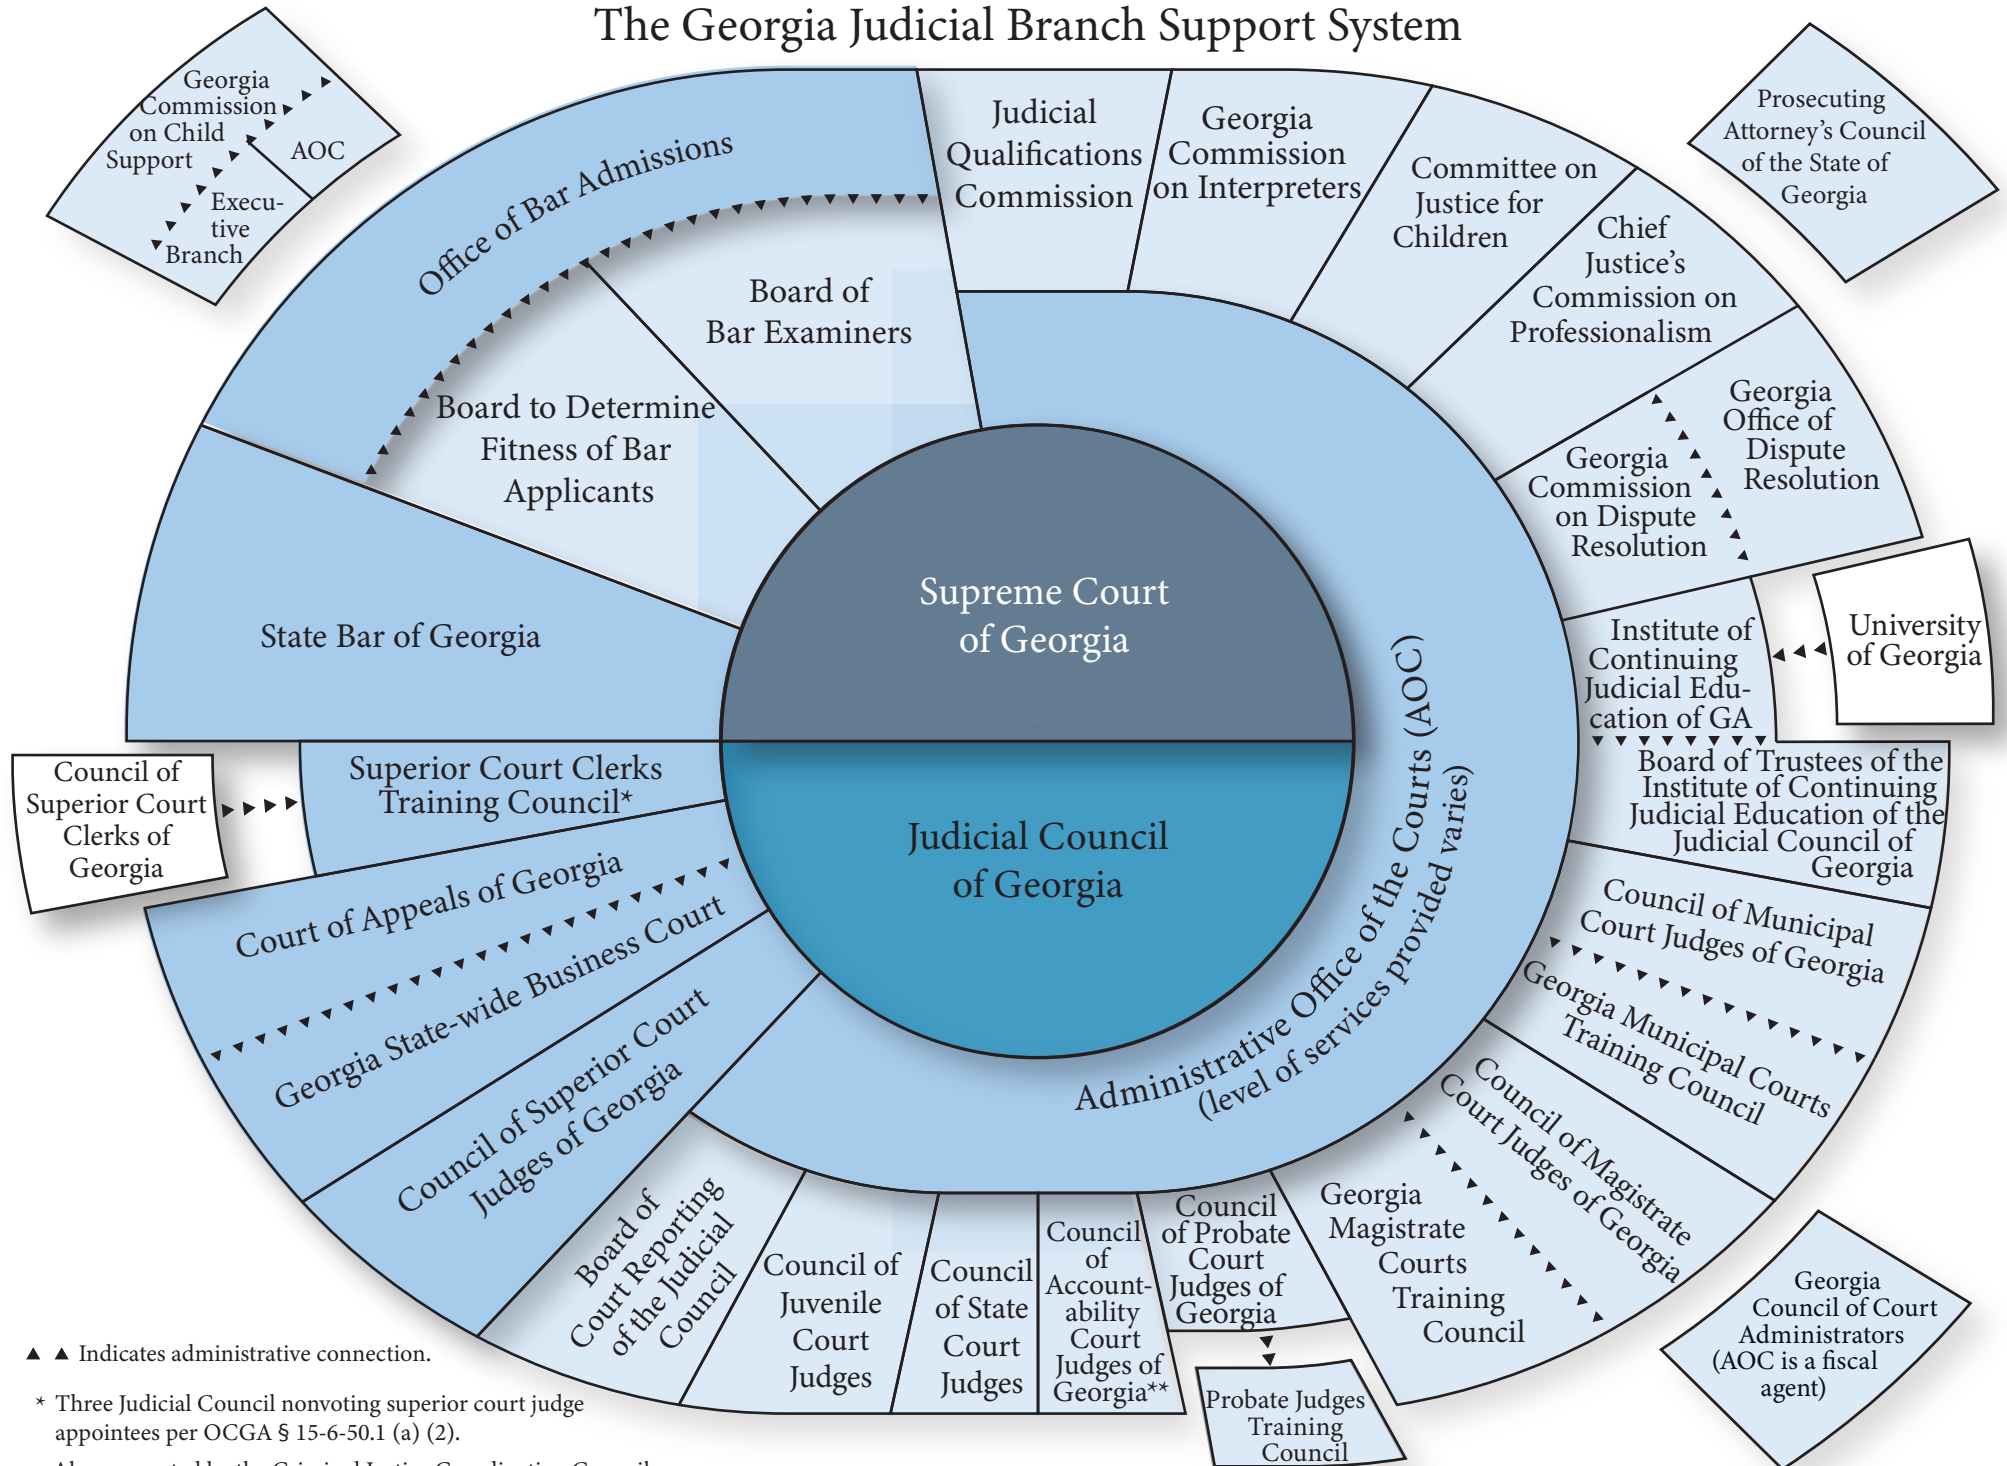 The Georgia Judicial Branch Support System
Georgia
Commission
on Child
Support
AOC
Execu-
tive
Branch
Office of Bar Admissions
Board of
Bar Examiners
Board to Determine
Fitness of Bar
Applicants
State Bar of Georgia
Judicial
Qualifications
Commission
Georgia
Commission
on Interpreters
Committee on
Justice for
Children
Chief
Justice's
Commission on
Professionalism
Prosecuting
Attorney's Council
of the State of
Georgia
Georgia
Office of
Dispute
Resolution
Georgia
Commission
on Dispute
Resolution
Supreme Court
of Georgia
Judicial Council
of Georgia
Administrative Office of the Courts (AOC)
(level of services provided varies)
Institute of
Continuing
Judicial Edu-
cation of GA
University
of Georgia
Board of Trustees of the
Institute of Continuing
Judicial Education of the
Judicial Council of
Georgia
Council of Municipal
Court Judges of Georgia
Georgia Municipal Courts
Training Council
Council of Magistrate
Court Judges of Georgia
Georgia
Magistrate
Courts
Training
Council
Council
of Probate
Court
Judges of
Georgia
Probate Judges
Training
Council
Council
of
Account-
ability
Court
Judges of
Georgia**
Council
of State
Court
Judges
Council of
Juvenile
Court
Judges
Board of
Court Reporting
of the Judicial
Council
Council of Superior Court
Judges of Georgia
Georgia State-wide Business Court
Court of Appeals of Georgia
Superior Court Clerks
Training Council*
Council of
Superior Court
Clerks of
Georgia
Georgia
Council of Court
Administrators
(AOC is a fiscal
agent)
▲ ▲ Indicates administrative connection.
* Three Judicial Council nonvoting superior court judge
appointees per OCGA § 15-6-50.1 (a) (2).